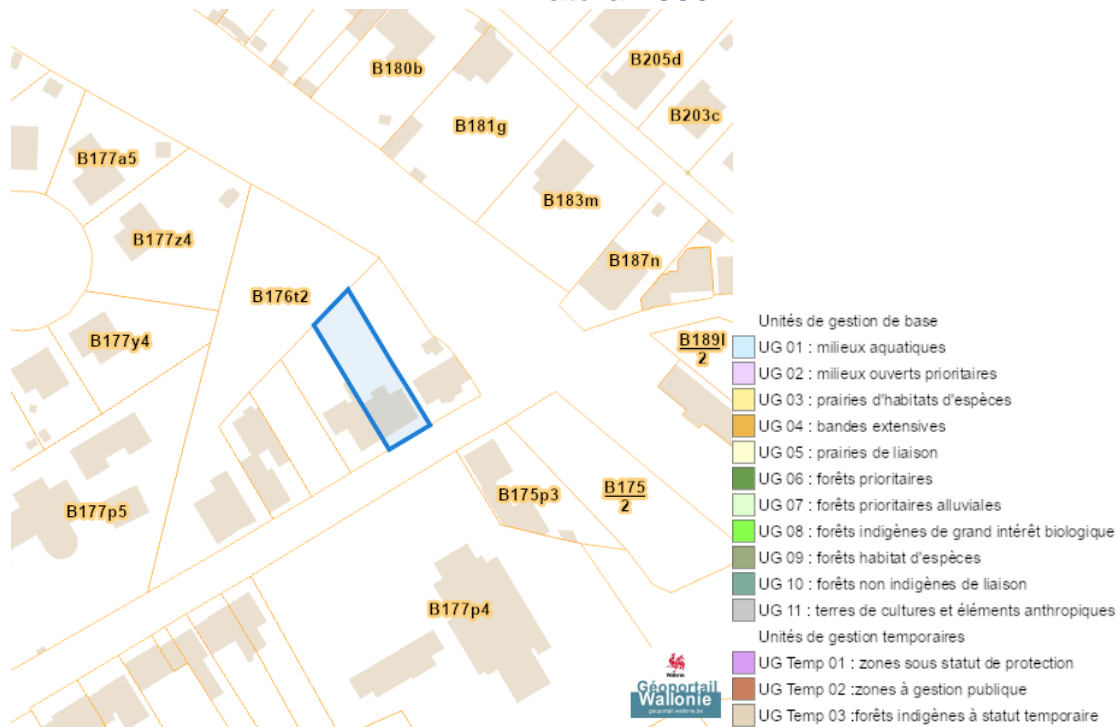 B180b
B205d
B203c
B181g
B177a5
B183m
B177z4
B187n
B176t2
B177y4
B189l
2
B175p3
B175
2
B177p5
B177p4
Wallonie
Géoportail
Wallonie
geoportail.wallonie.be
Unités de gestion de base
UG 01 : milieux aquatiques
UG 02 : milieux ouverts prioritaires
UG 03 : prairies d'habitats d'espèces
UG 04 : bandes extensives
UG 05 : prairies de liaison
UG 06 : forêts prioritaires
UG 07 : forêts prioritaires alluviales
UG 08 : forêts indigènes de grand intérêt biologique
UG 09 : forêts habitat d'espèces
UG 10 : forêts non indigènes de liaison
UG 11 : terres de cultures et éléments anthropiques
Unités de gestion temporaires
UG Temp 01 : zones sous statut de protection
UG Temp 02 :zones à gestion publique
UG Temp 03 :forêts indigènes à statut temporaire